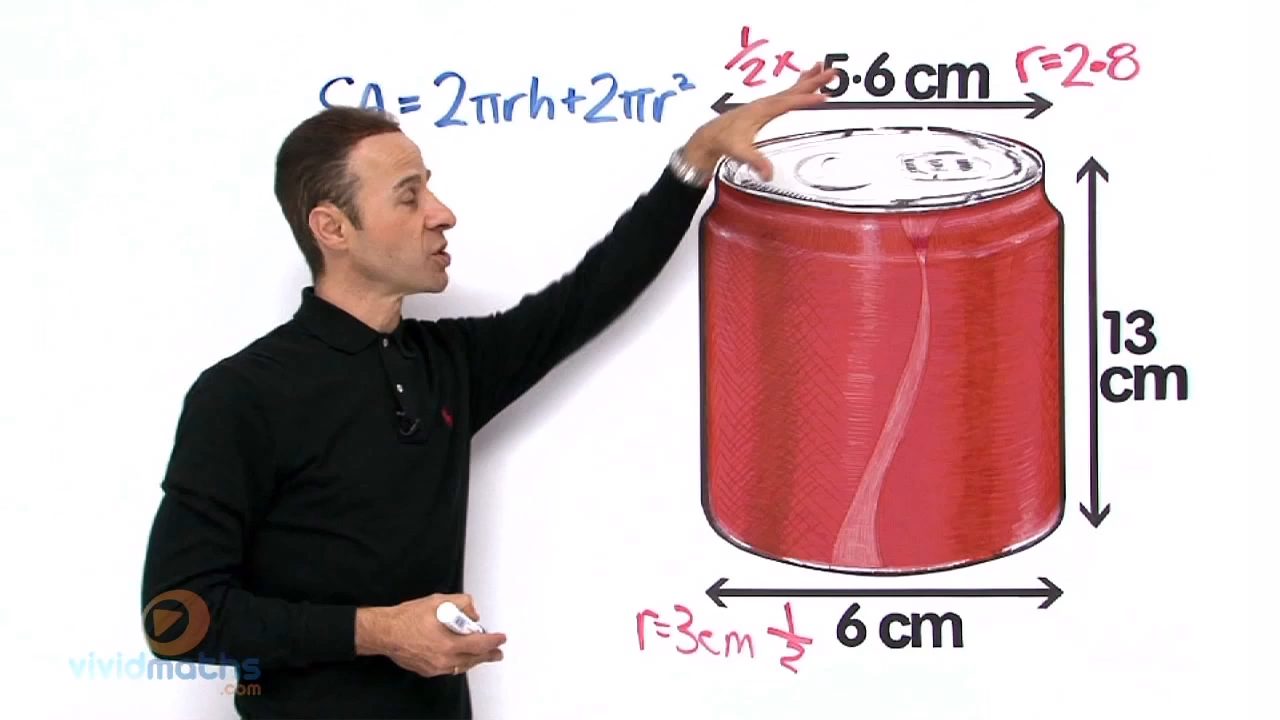 SA = 2πrh+2πr²
½ x 5·6 cm r=2·8
13
cm
r=3cm ½ 6 cm
vividmaths
.com